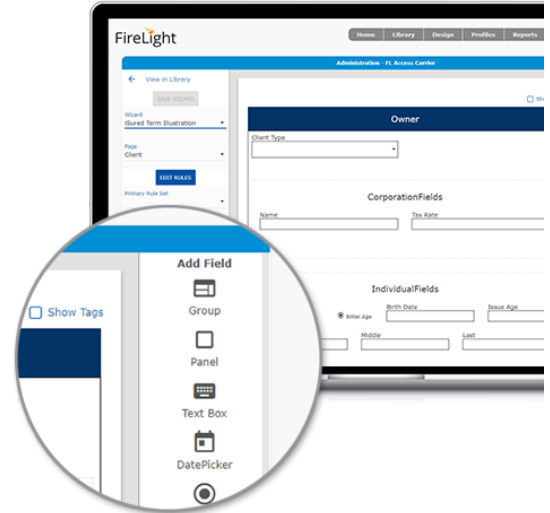 FireLight
Home Library Design Profiles Reports
Administration - FL Access Carrier
View in Library
SAVE WIZARD
Wizard
iSured Term Illustration
Page
Client
EDIT RULES
Primary Rule Set
Sh
Owner
Client Type
CorporationFields
Name Tax Rate
IndividualFields
Enter Age
Birth Date Issue Age
Middle Last
Show Tags
Add Field
Group
Panel
Text Box
DatePicker